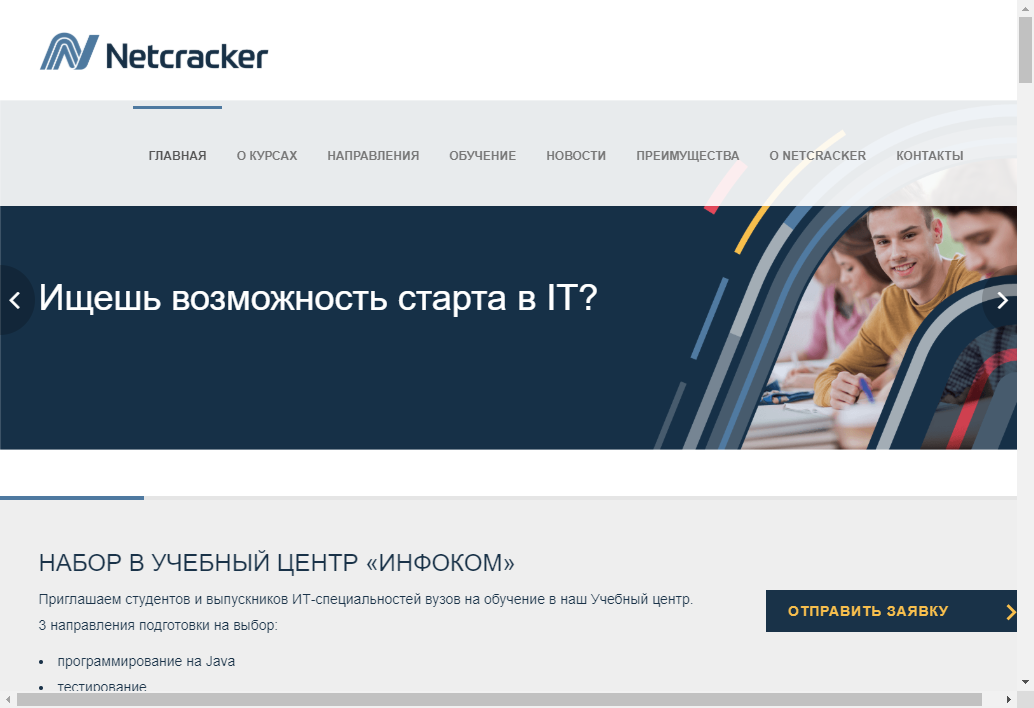 Netcracker
ГЛАВНАЯ О КУРСАХ НАПРАВЛЕНИЯ ОБУЧЕНИЕ НОВОСТИ ПРЕИМУЩЕСТВА О NETCRACKER КОНТАКТЫ
Ищешь возможность старта в IT?
НАБОР В УЧЕБНЫЙ ЦЕНТР «ИНФОКОМ»
Приглашаем студентов и выпускников ИТ-специальностей вузов на обучение в наш Учебный центр.
3 направления подготовки на выбор:
ОТПРАВИТЬ ЗАЯВКУ
• программирование на Java
• тестирование